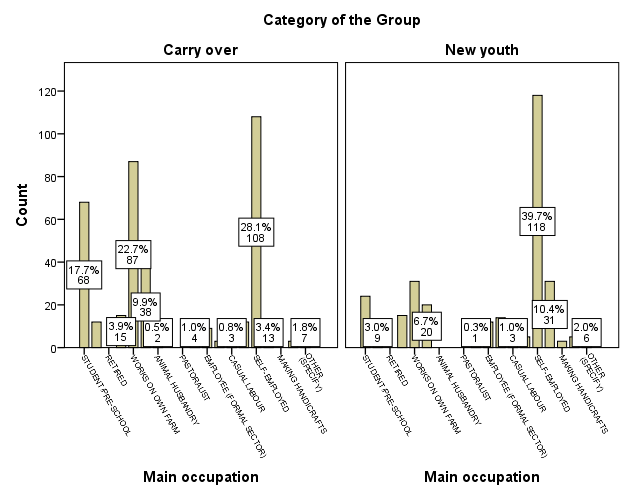 Category of the Group
Carry over
New youth
Count
120
100
80
60
40
20
0
17.7%
68
3.9%
15
22.7%
87
9.9%
38
0.5%
2
1.0%
4
0.8%
3
28.1%
108
3.4%
13
1.8%
7
3.0%
9
6.7%
20
0.3%
1
1.0%
3
39.7%
118
10.4%
31
2.0%
6
STUDENT/PRE-SCHOOL
RETIRED
WORKS ON OWN FARM
ANIMAL HUSBANDRY
PASTORALIST
EMPLOYEE (FORMAL SECTOR)
CASUAL LABOUR
SELF-EMPLOYED
MAKING HANDICRAFTS
OTHER
(SPECIFY)
STUDENT/PRE-SCHOOL
RETIRED
WORKS ON OWN FARM
ANIMAL HUSBANDRY
PASTORALIST
EMPLOYEE (FORMAL SECTOR)
CASUAL LABOUR
SELF-EMPLOYED
MAKING HANDICRAFTS
OTHER
(SPECIFY)
Main occupation
Main occupation